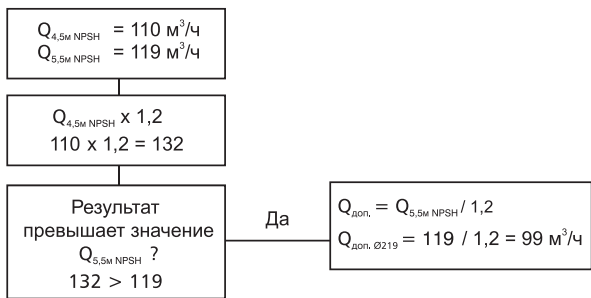 Q4,5м NPSH = 110 м³/ч
Q5,5м NPSH = 119 м³/ч
Q4,5м NPSH x 1,2
110 x 1,2 = 132
Результат
превышает значение
Q5,5м NPSH ?
132 > 119
Да
Qдоп. = Q5,5м NPSH / 1,2
Qдоп. Ø219 = 119 / 1,2 = 99 м³/ч